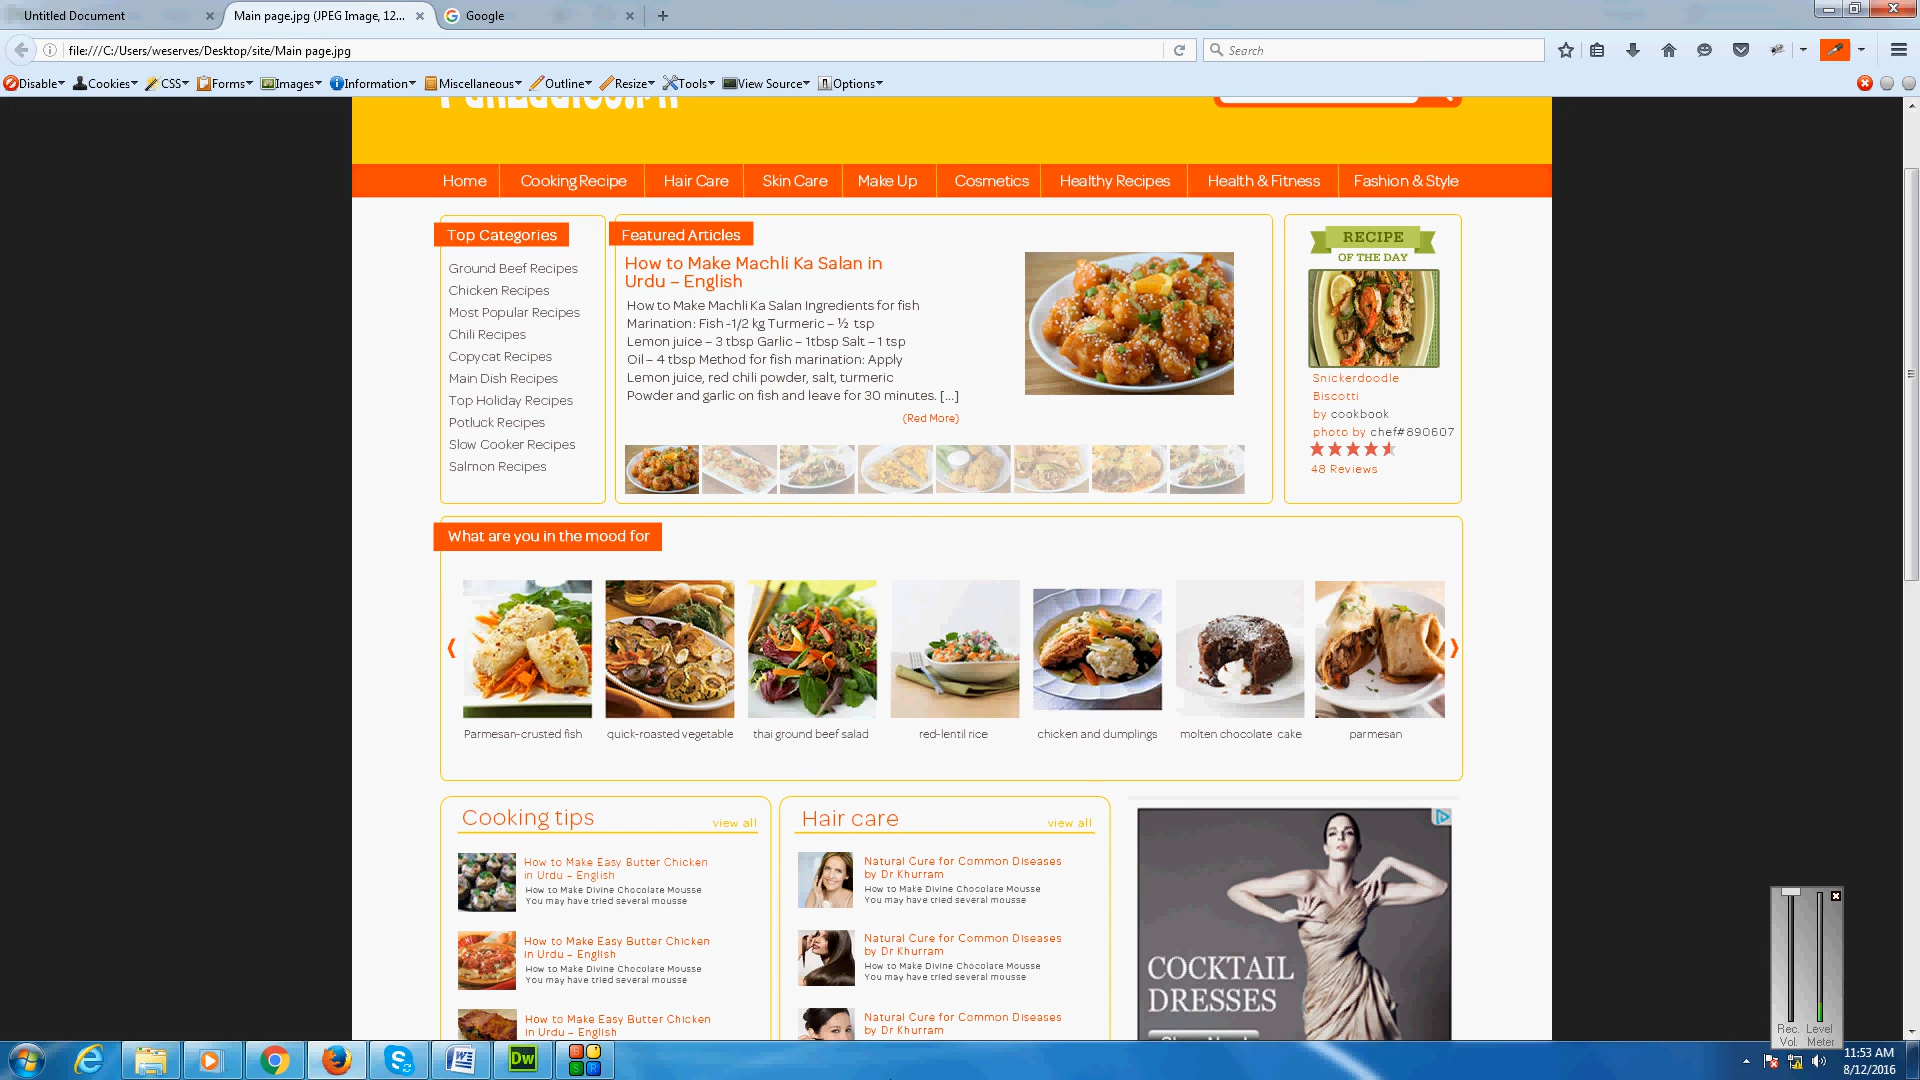 Untitled Document
Main page.jpg (JPEG Image, 12...
Google
file:///C:/Users/weserves/Desktop/site/Main page.jpg
Search
Disable Cookies CSS Forms Images Information Miscellaneous Outline Resize Tools View Source Options
Home Cooking Recipe Hair Care Skin Care Make Up Cosmetics Healthy Recipes Health & Fitness Fashion & Style
Top Categories
Ground Beef Recipes
Chicken Recipes
Most Popular Recipes
Chili Recipes
Copycat Recipes
Main Dish Recipes
Top Holiday Recipes
Potluck Recipes
Slow Cooker Recipes
Salmon Recipes
Featured Articles
How to Make Machli Ka Salan in
Urdu – English
How to Make Machli Ka Salan Ingredients for fish
Marination: Fish -1/2 kg Turmeric – ½ tsp
Lemon juice – 3 tbsp Garlic – 1tbsp Salt – 1 tsp
Oil – 4 tbsp Method for fish marination: Apply
Lemon juice, red chili powder, salt, turmeric
Powder and garlic on fish and leave for 30 minutes. [...]
(Red More)
RECIPE
OF THE DAY
Snickerdoodle
Biscotti
by cookbook
photo by chef#890607
48 Reviews
What are you in the mood for
Parmesan-crusted fish
quick-roasted vegetable
thai ground beef salad
red-lentil rice
chicken and dumplings
molten chocolate cake
parmesan
Cooking tips
view all
How to Make Easy Butter Chicken
in Urdu – English
How to Make Divine Chocolate Mousse
You may have tried several mousse
How to Make Easy Butter Chicken
in Urdu – English
How to Make Divine Chocolate Mousse
You may have tried several mousse
How to Make Easy Butter Chicken
in Urdu – English
Hair care
view all
Natural Cure for Common Diseases
by Dr Khurram
How to Make Divine Chocolate Mousse
You may have tried several mousse
Natural Cure for Common Diseases
by Dr Khurram
How to Make Divine Chocolate Mousse
You may have tried several mousse
Natural Cure for Common Diseases
by Dr Khurram
COCKTAIL
DRESSES
Rec. Level
Vol. Meter
Dw
11:53 AM
8/12/2016